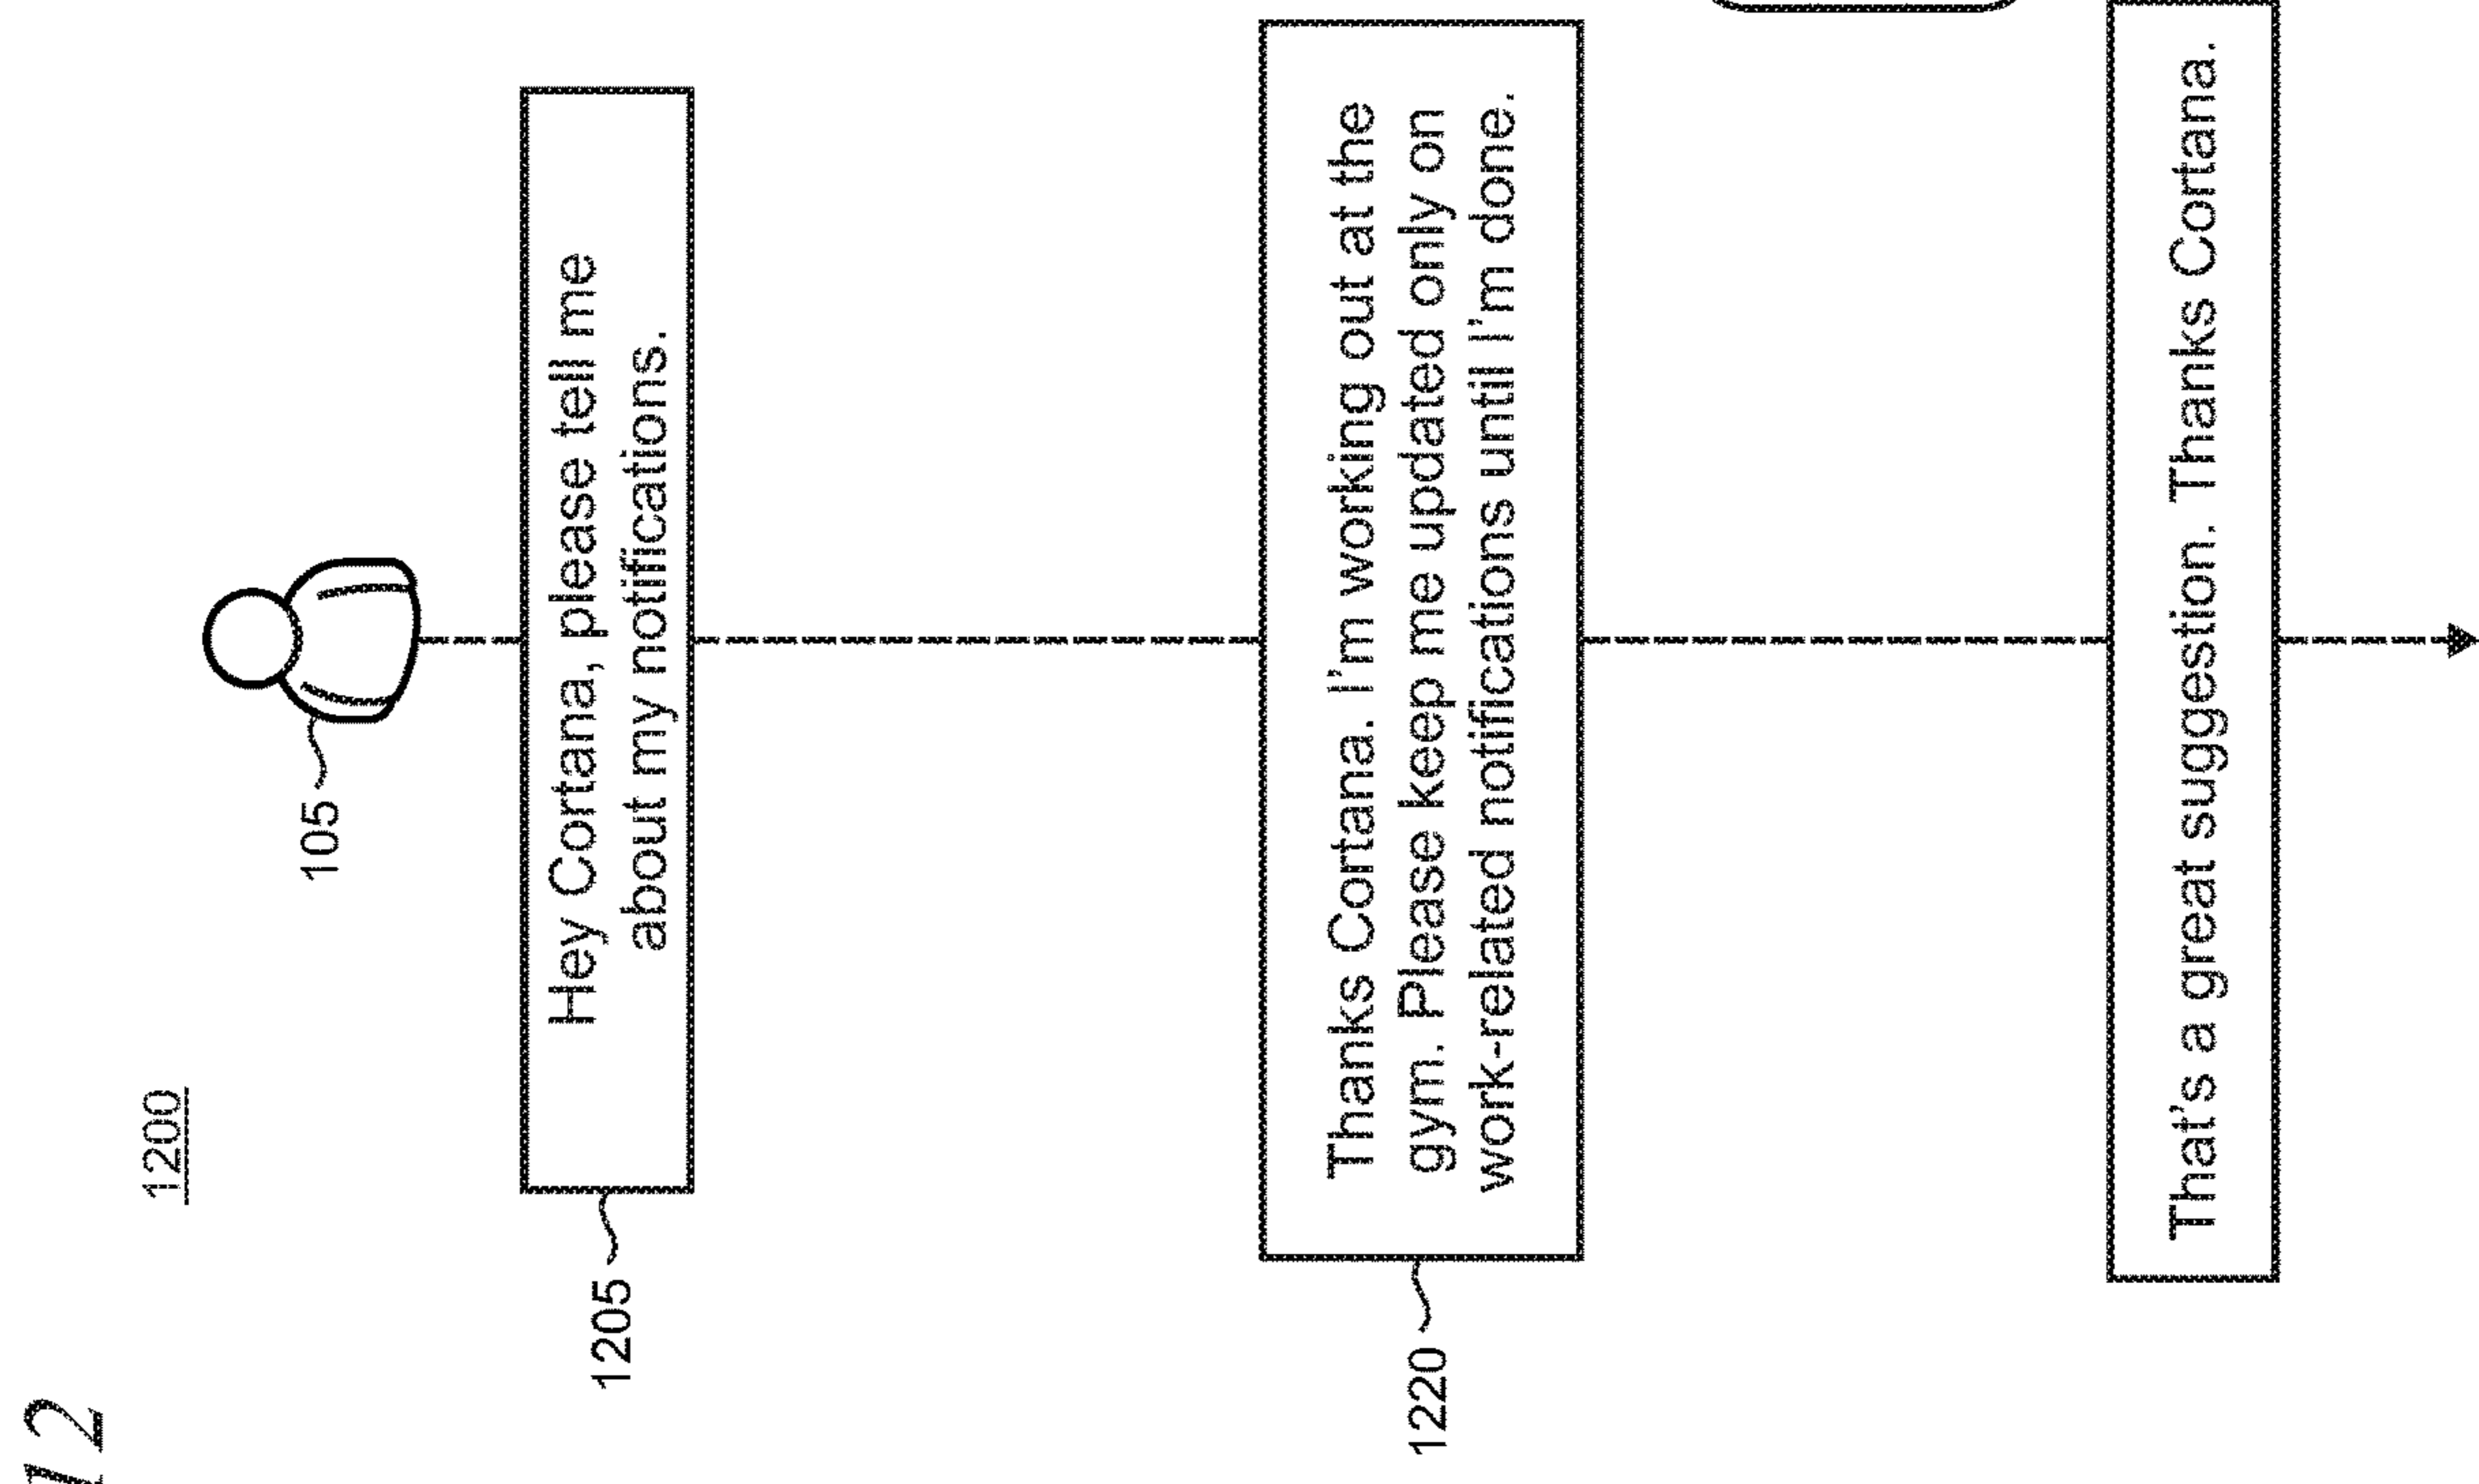 12
1200
105
Hey Cortana, please tell me
about my notifications.
1205
Thanks Cortana. I'm working out at the
gym. Please keep me updated only on
work-related notifications until I'm done.
1220
That's a great suggestion. Thanks Cortana.